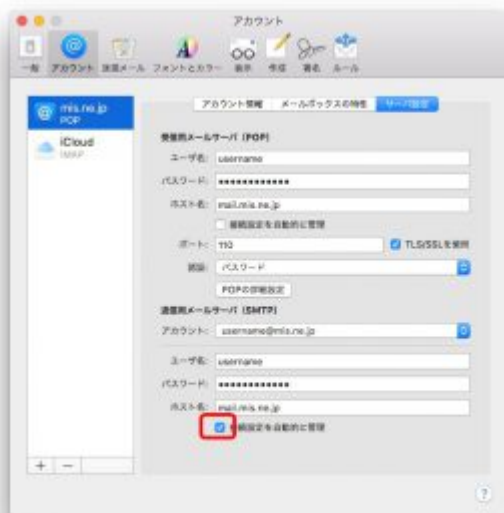 アカウント
一般 アカウント 迷惑メール フォントとカラー 表示 作成 署名 ルール
mis.ne.jp
POP
iCloud
IMAP
アカウント情報 メールボックスの特性 サーバ設定
受信用メールサーバ (POP)
ユーザ名: username
パスワード: ••••••••••••
ホスト名: mail.mis.ne.jp
接続設定を自動的に管理
ポート: 110 TLS/SSLを使用
認証: パスワード
POPの詳細設定
送信用メールサーバ (SMTP)
アカウント: username@mis.ne.jp
ユーザ名: username
パスワード: ••••••••••••
ホスト名: mail.mis.ne.jp
接続設定を自動的に管理
+ −
?